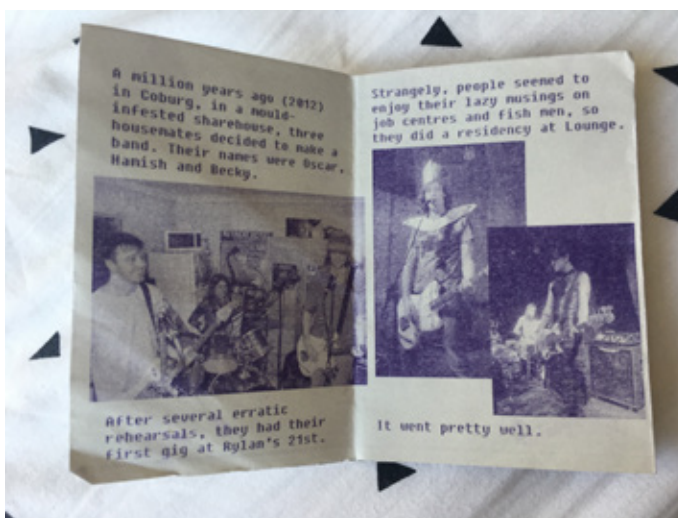 A million years ago (2012)
in Coburg, in a mould-
infested sharehouse, three
housemates decided to make a
band. Their names were Oscar,
Hamish and Becky.
After several erratic
rehearsals, they had their
first gig at Rylan's 21st.
Strangely, people seemed to
enjoy their lazy musings on
job centres and fish men, so
they did a residency at Lounge.
It went pretty well.